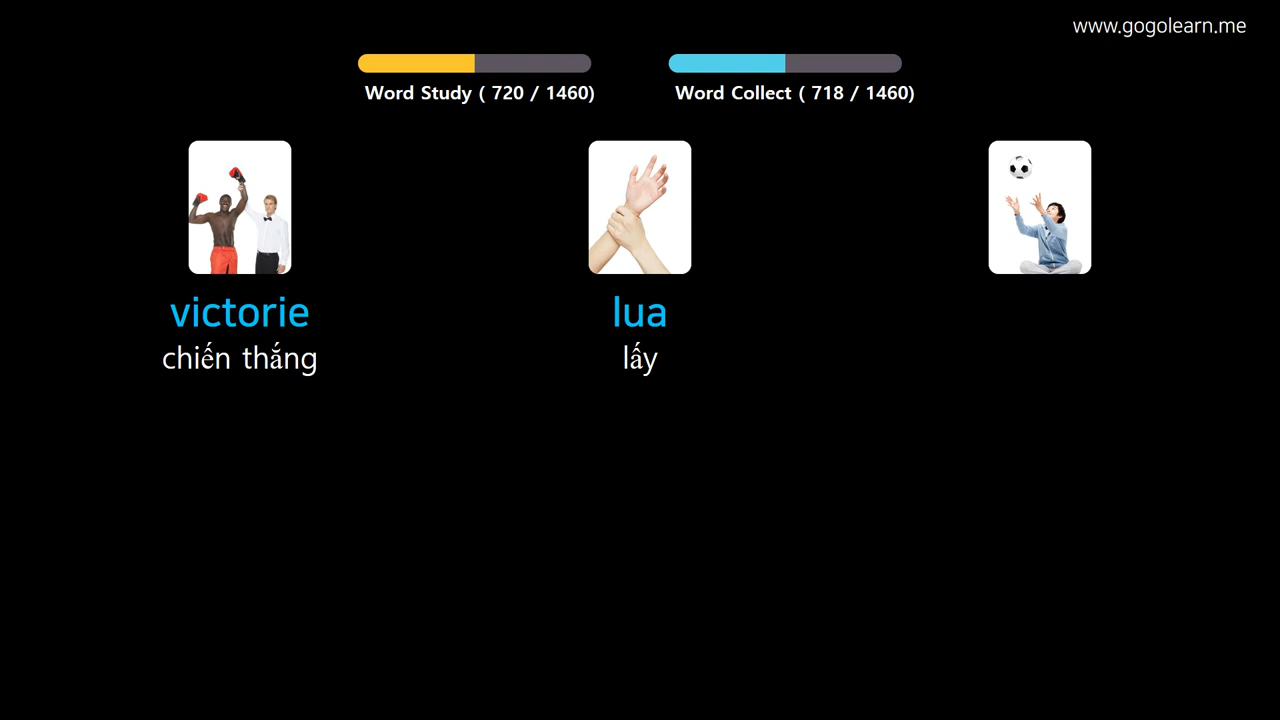 www.gogolearn.me
Word Study ( 720 / 1460)
Word Collect ( 718 / 1460)
victorie
chiến thắng
lua
lấy